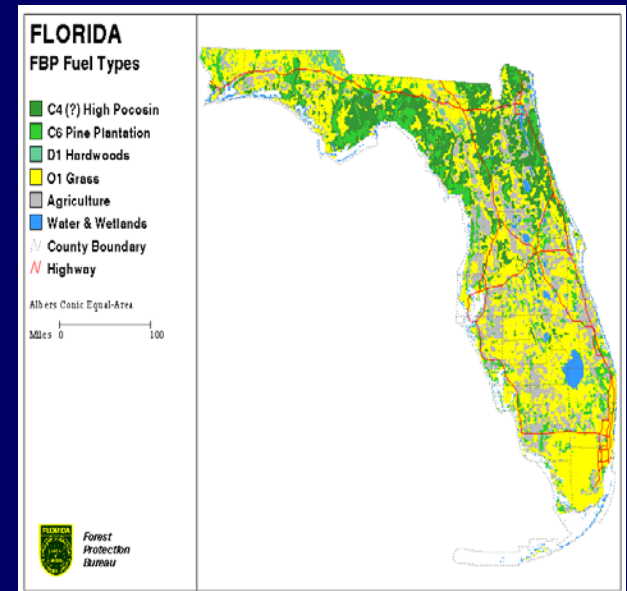 FLORIDA
FBP Fuel Types
C4 (?) High Pocosin
C6 Pine Plantation
D1 Hardwoods
O1 Grass
Agriculture
Water & Wetlands
County Boundary
Highway
Albers Conic Equal-Area
Miles 0 100
FLORIDA
Forest
Protection
Bureau